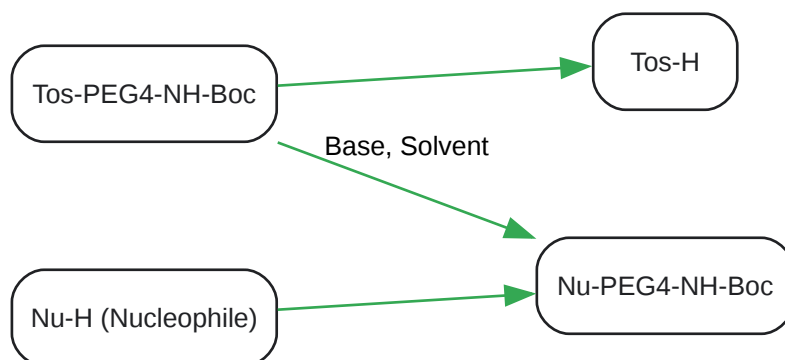 Tos-H
Tos-PEG4-NH-Boc
Base, Solvent
Nu-PEG4-NH-Boc
Nu-H (Nucleophile)